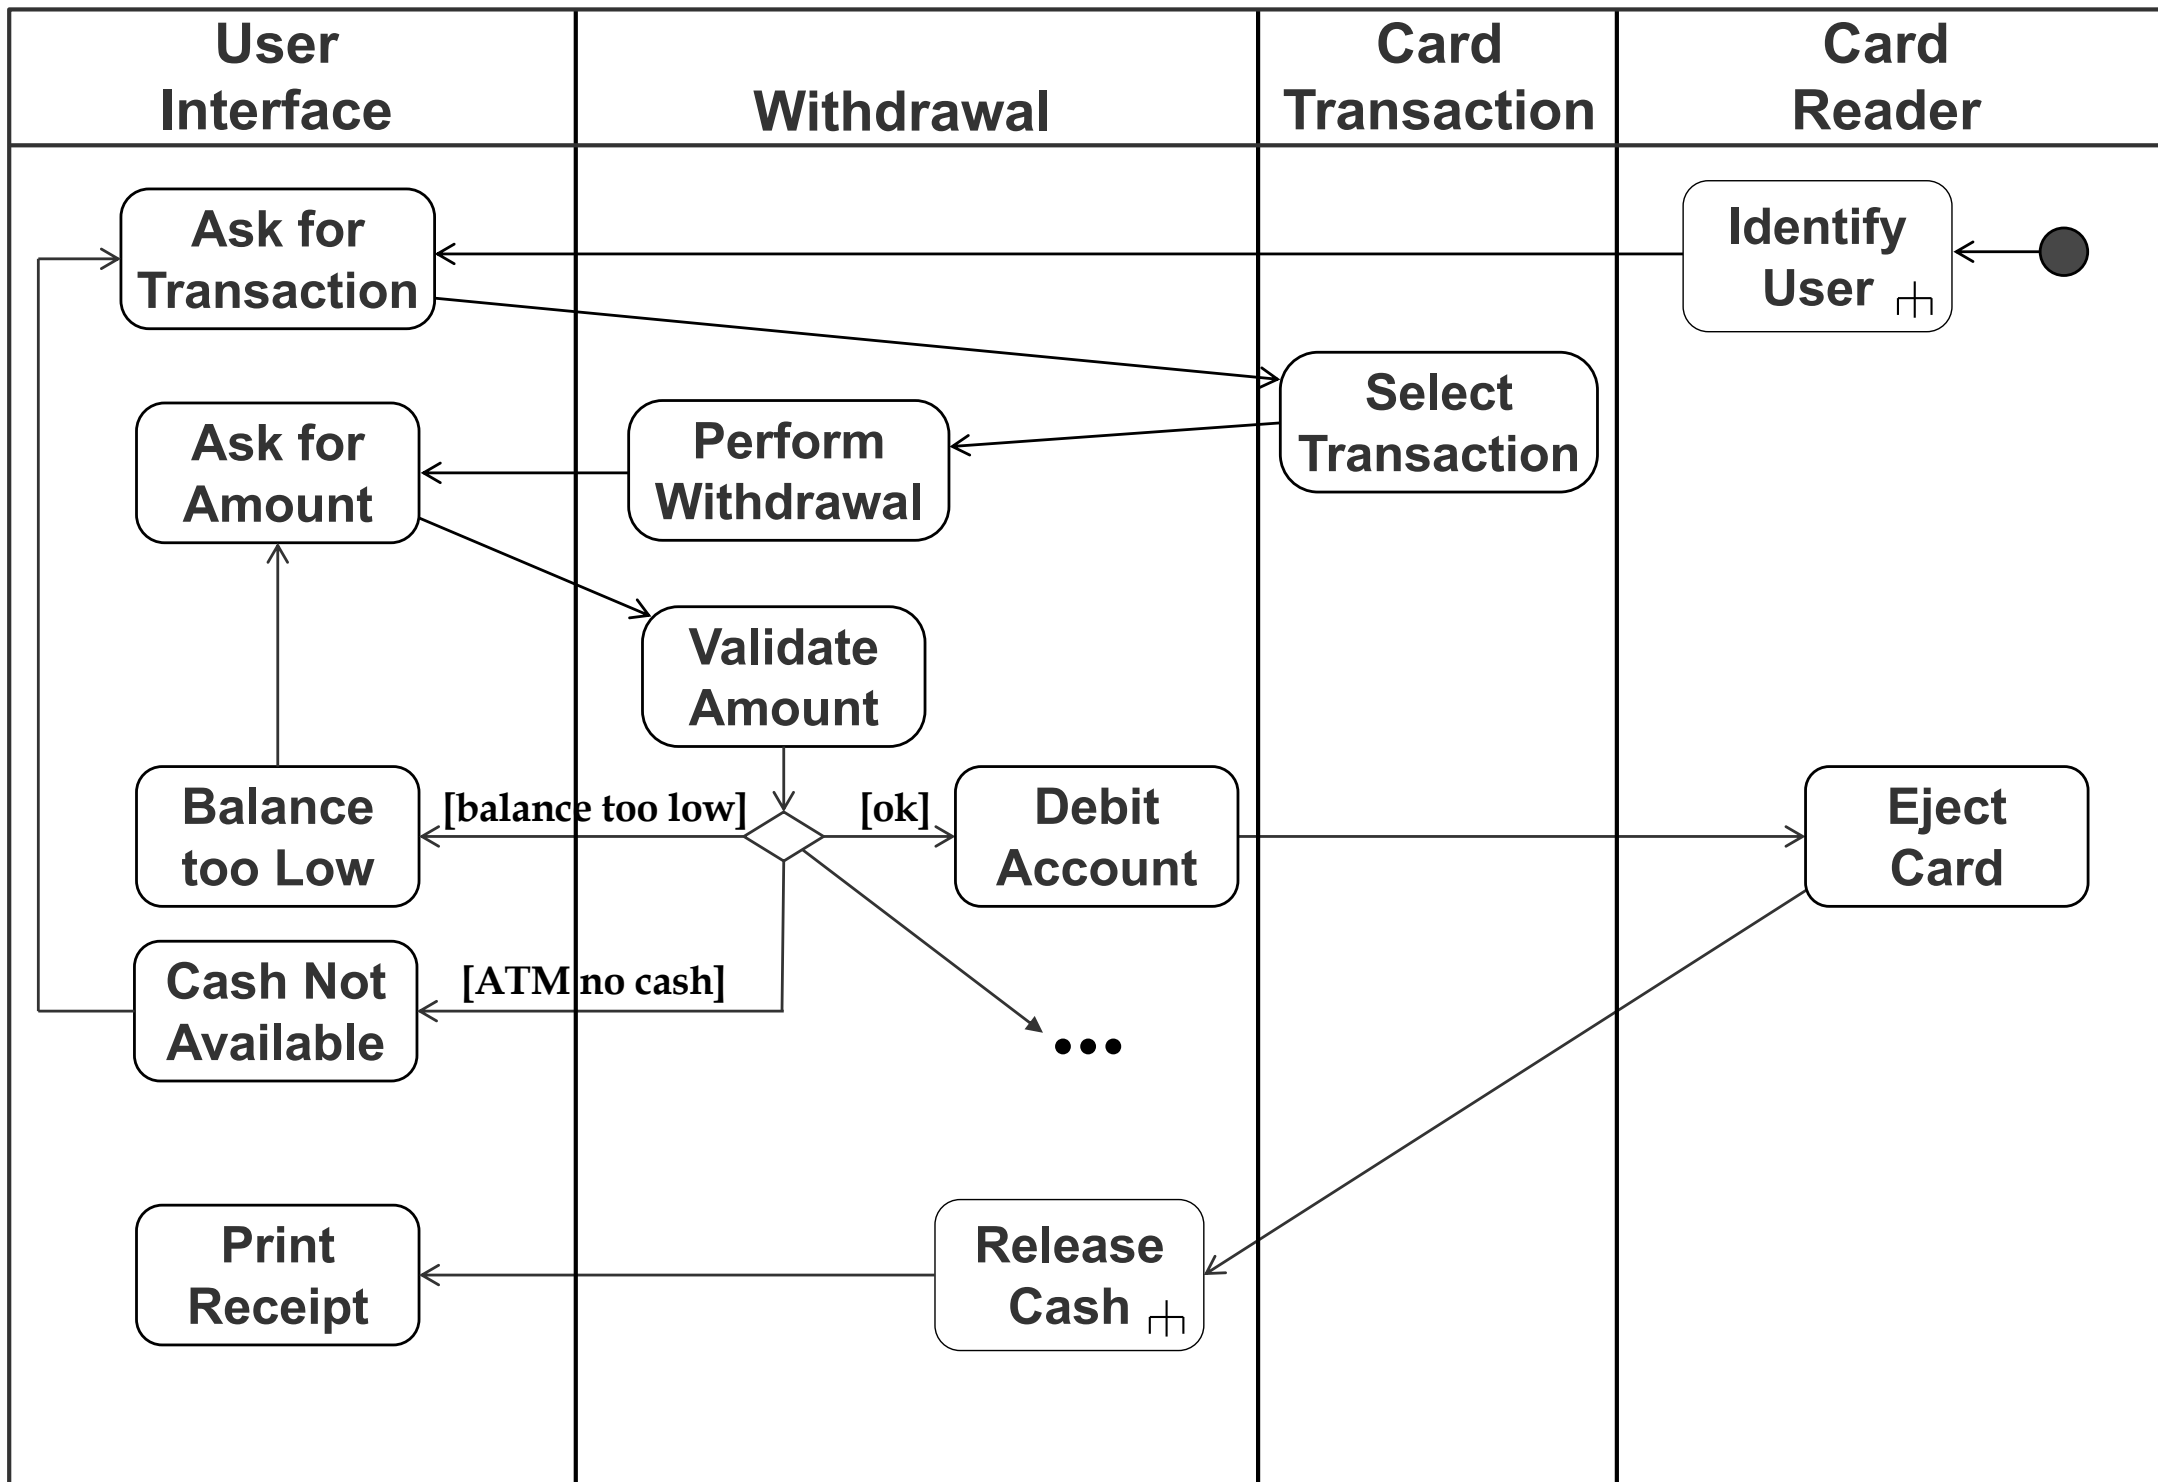 User
Interface
Withdrawal
Card
Transaction
Card
Reader
Ask for
Transaction
Identify
User
Select
Transaction
Ask for
Amount
Perform
Withdrawal
Validate
Amount
Balance
too Low
[balance too low]
[ok]
Debit
Account
Eject
Card
Cash Not
Available
[ATM no cash]
•••
Print
Receipt
Release
Cash